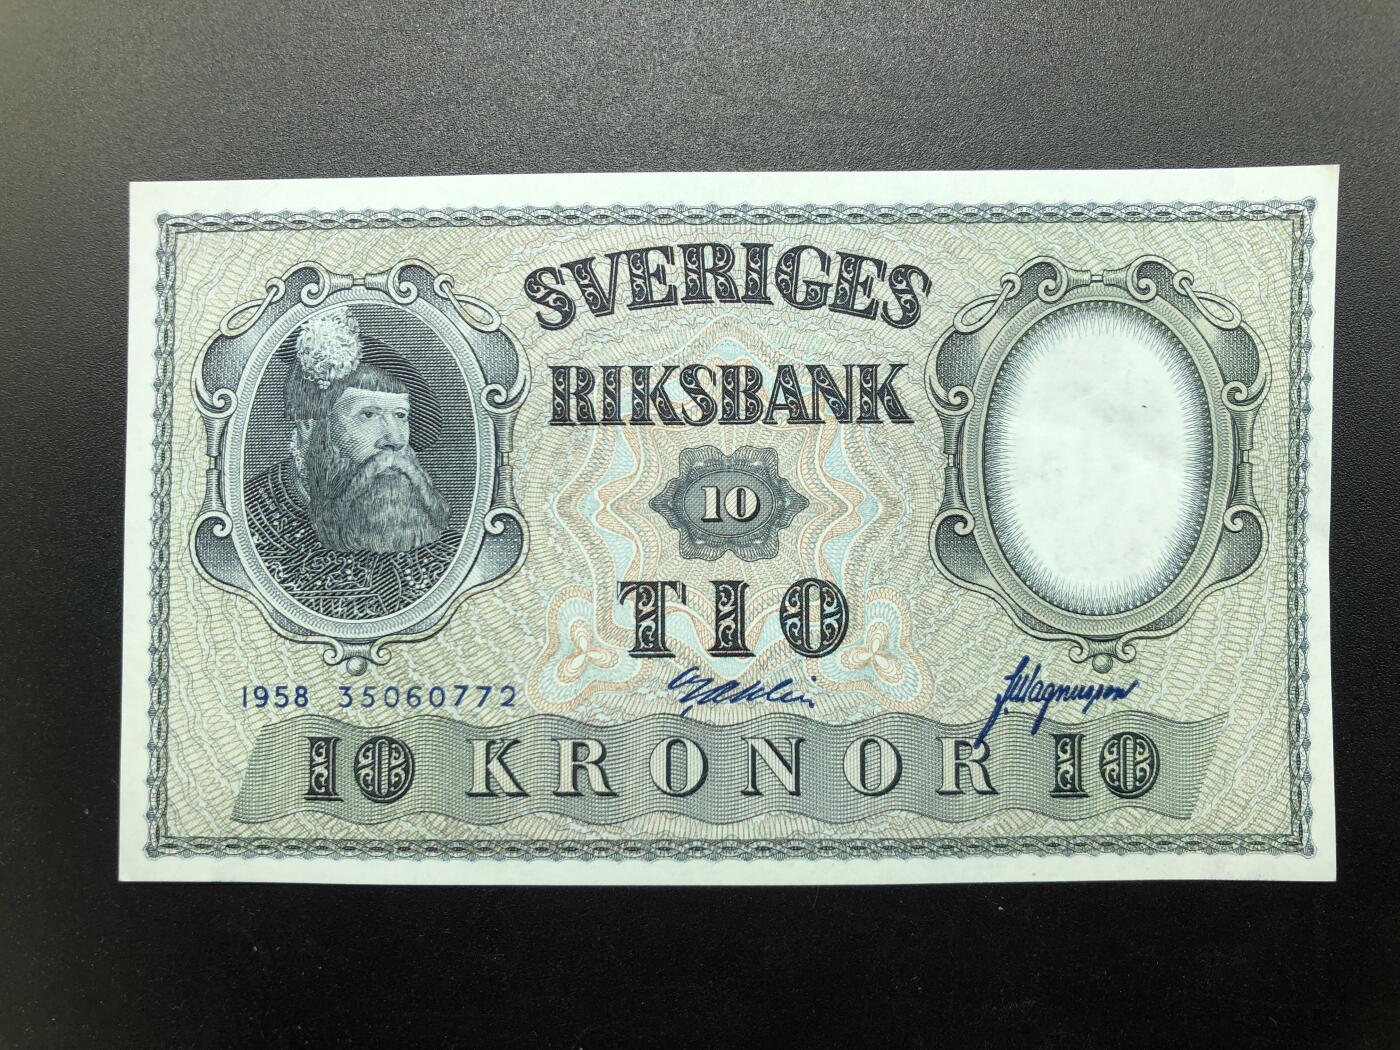 SVERIGES
RIKSBANK
10
TIO
1958 35060772
10 KRONOR 10